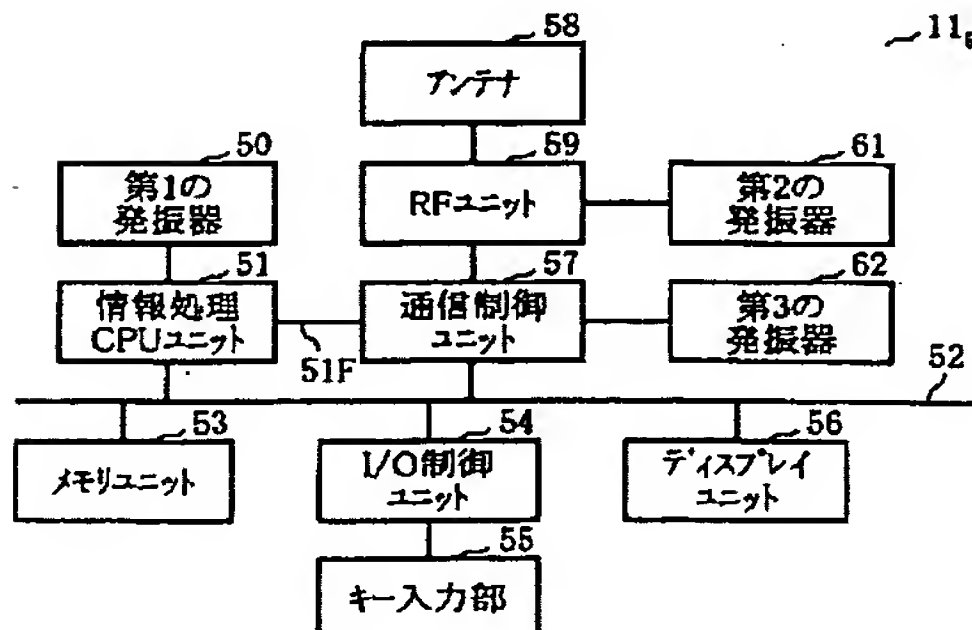 58
11B
アンテナ
50
59
61
第1の
発振器
RFユニット
第2の
発振器
51
57
62
情報処理
CPUユニット
通信制御
ユニット
第3の
発振器
51F
52
53
54
56
メモリユニット
I/O制御
ユニット
ディスプレイ
ユニット
55
キー入力部